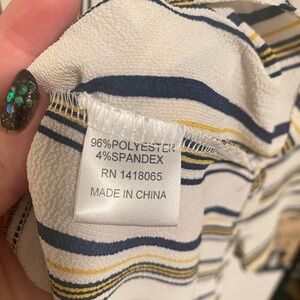 96%POLYESTER
4%SPANDEX
RN 1418065
MADE IN CHINA